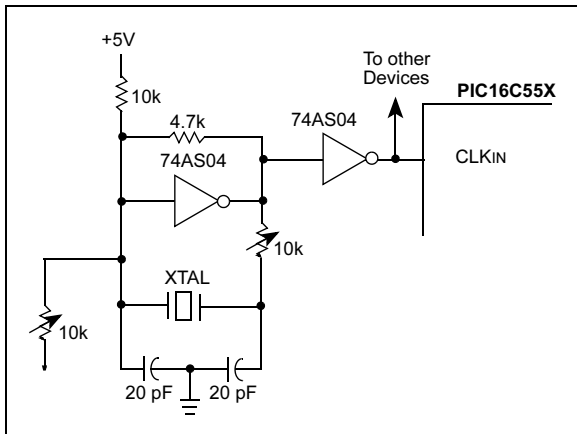 +5V
10k
4.7k
74AS04
74AS04
To other
Devices
PIC16C55X
CLKIN
10k
XTAL
10k
20 pF
20 pF